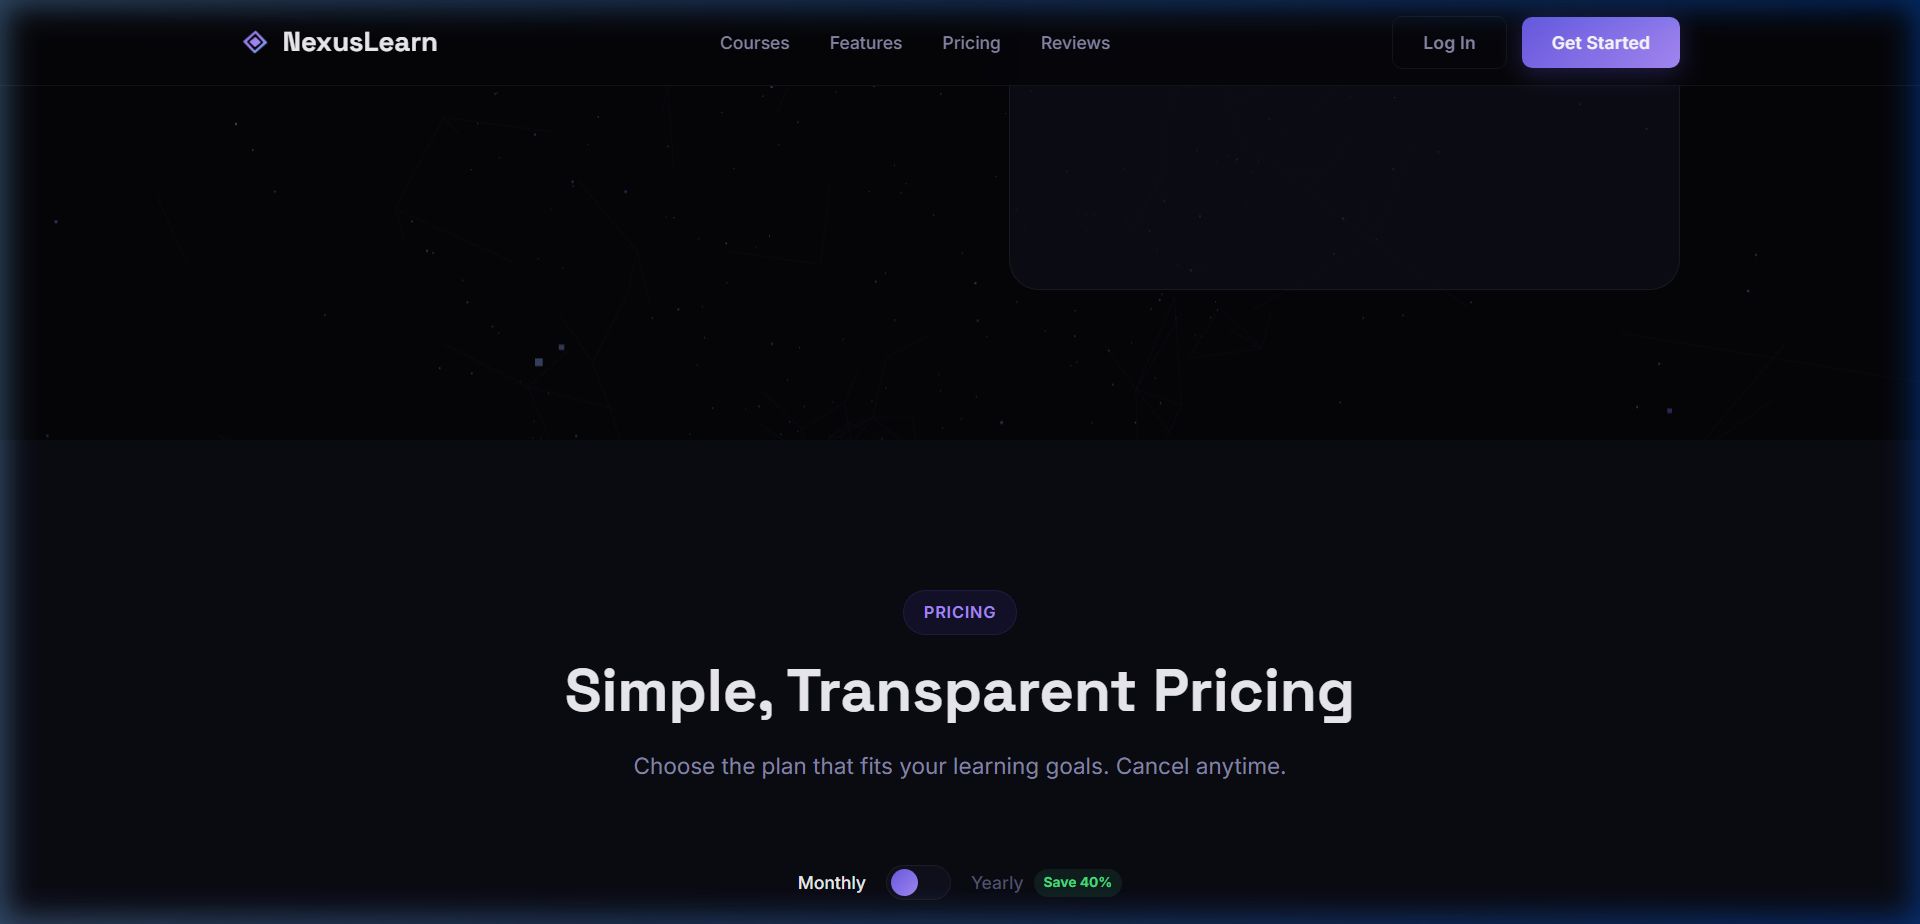 NexusLearn
Courses
Features
Pricing
Reviews
Log In
Get Started
PRICING
Simple, Transparent Pricing
Choose the plan that fits your learning goals. Cancel anytime.
Monthly
Yearly
Save 40%